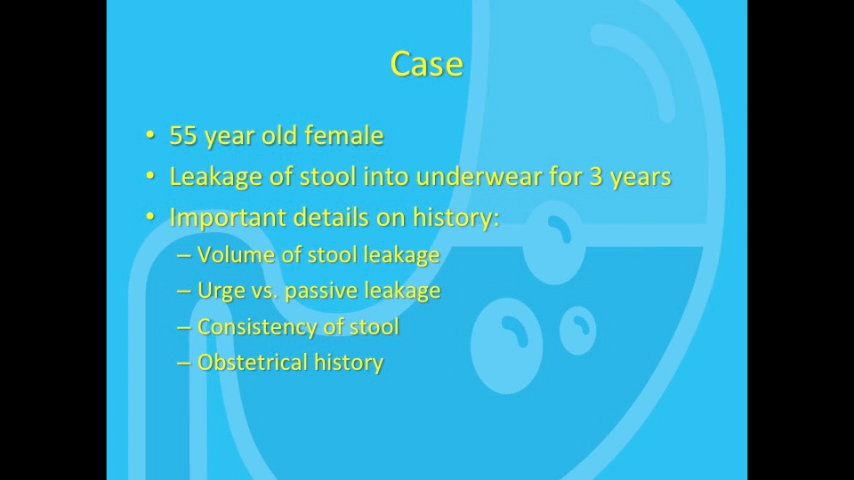 Case
• 55 year old female
• Leakage of stool into underwear for 3 years
• Important details on history:
– Volume of stool leakage
– Urge vs. passive leakage
– Consistency of stool
– Obstetrical history